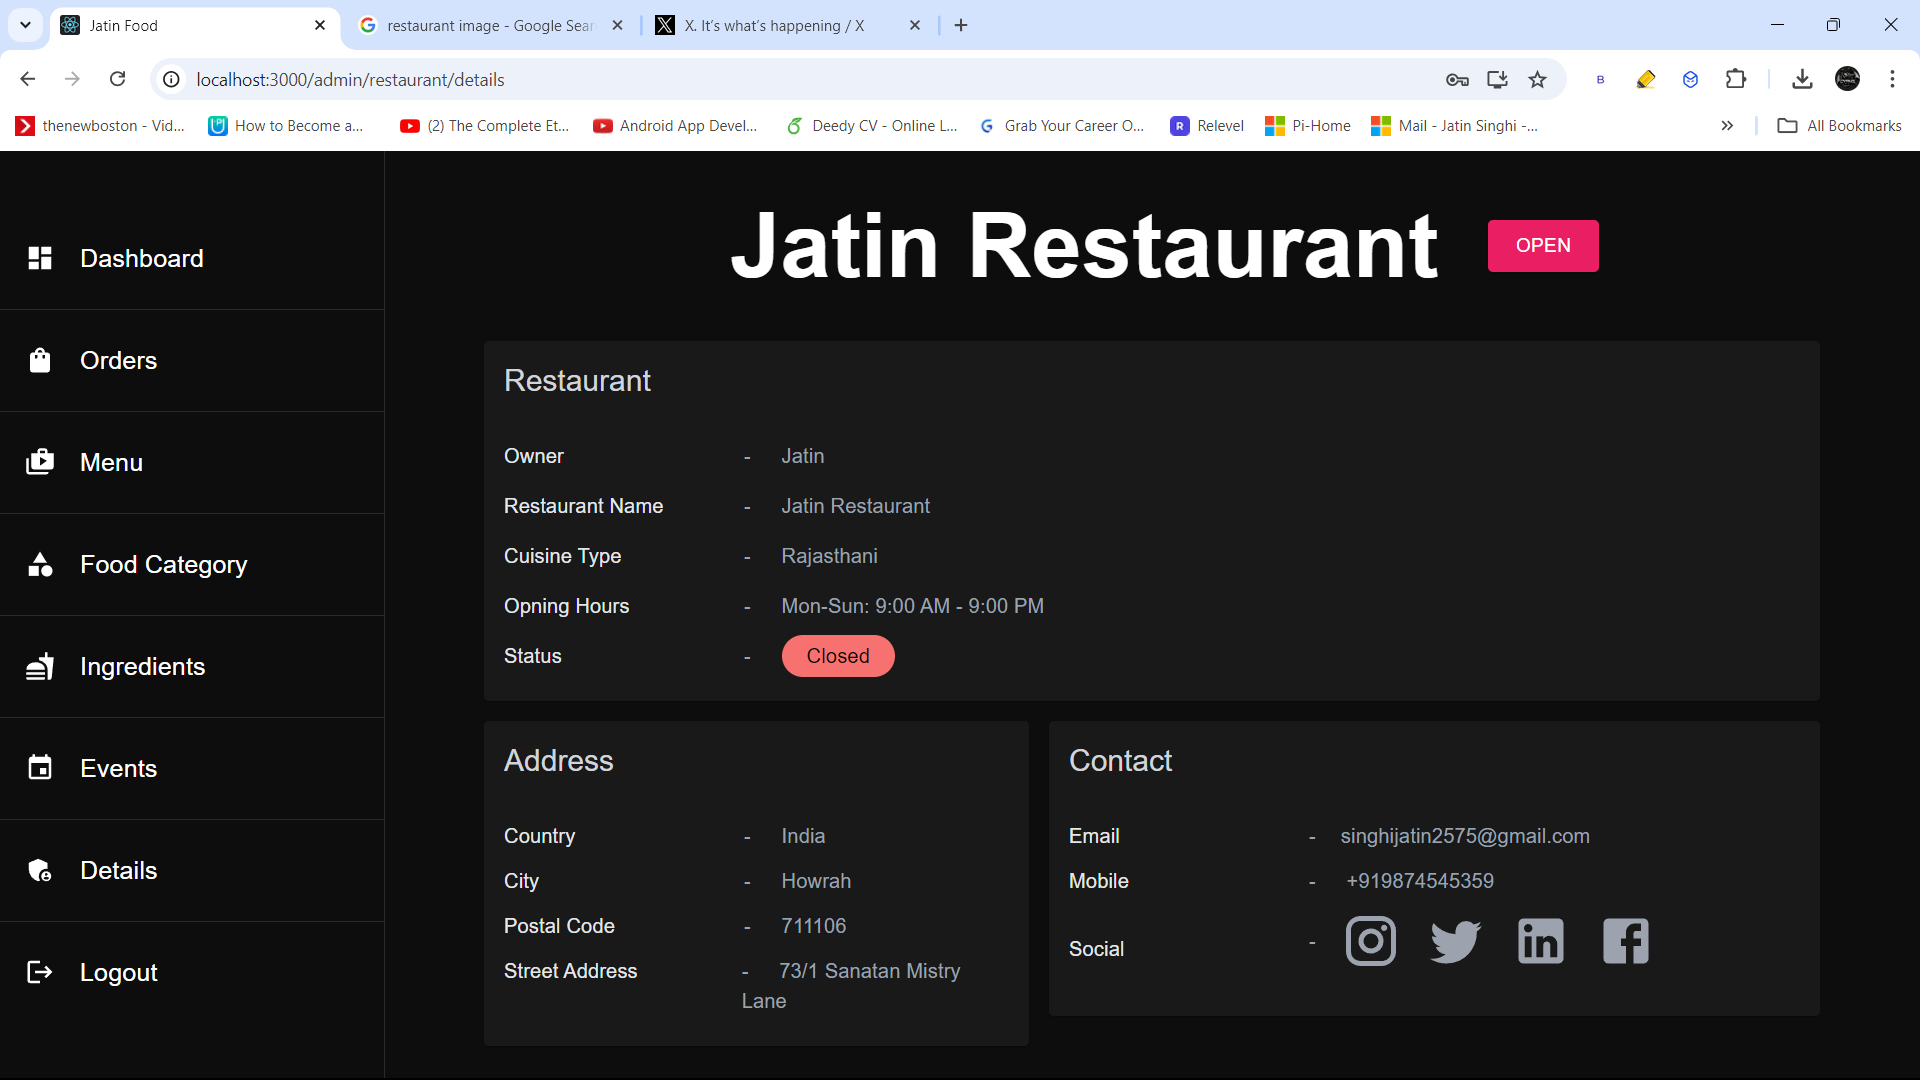 Jatin Food
restaurant image - Google Sear
X. It's what's happening / X
localhost:3000/admin/restaurant/details
thenewboston - Vid...
How to Become a...
(2) The Complete Et...
Android App Devel...
Deedy CV - Online L...
Grab Your Career O...
Relevel
Pi-Home
Mail - Jatin Singhi -...
All Bookmarks
Dashboard
Orders
Menu
Food Category
Ingredients
Events
Details
Logout
Jatin Restaurant
OPEN
Restaurant
Owner - Jatin
Restaurant Name - Jatin Restaurant
Cuisine Type - Rajasthani
Opning Hours - Mon-Sun: 9:00 AM - 9:00 PM
Status - Closed
Address
Country - India
City - Howrah
Postal Code - 711106
Street Address - 73/1 Sanatan Mistry
Lane
Contact
Email - singhijatin2575@gmail.com
Mobile - +919874545359
Social -